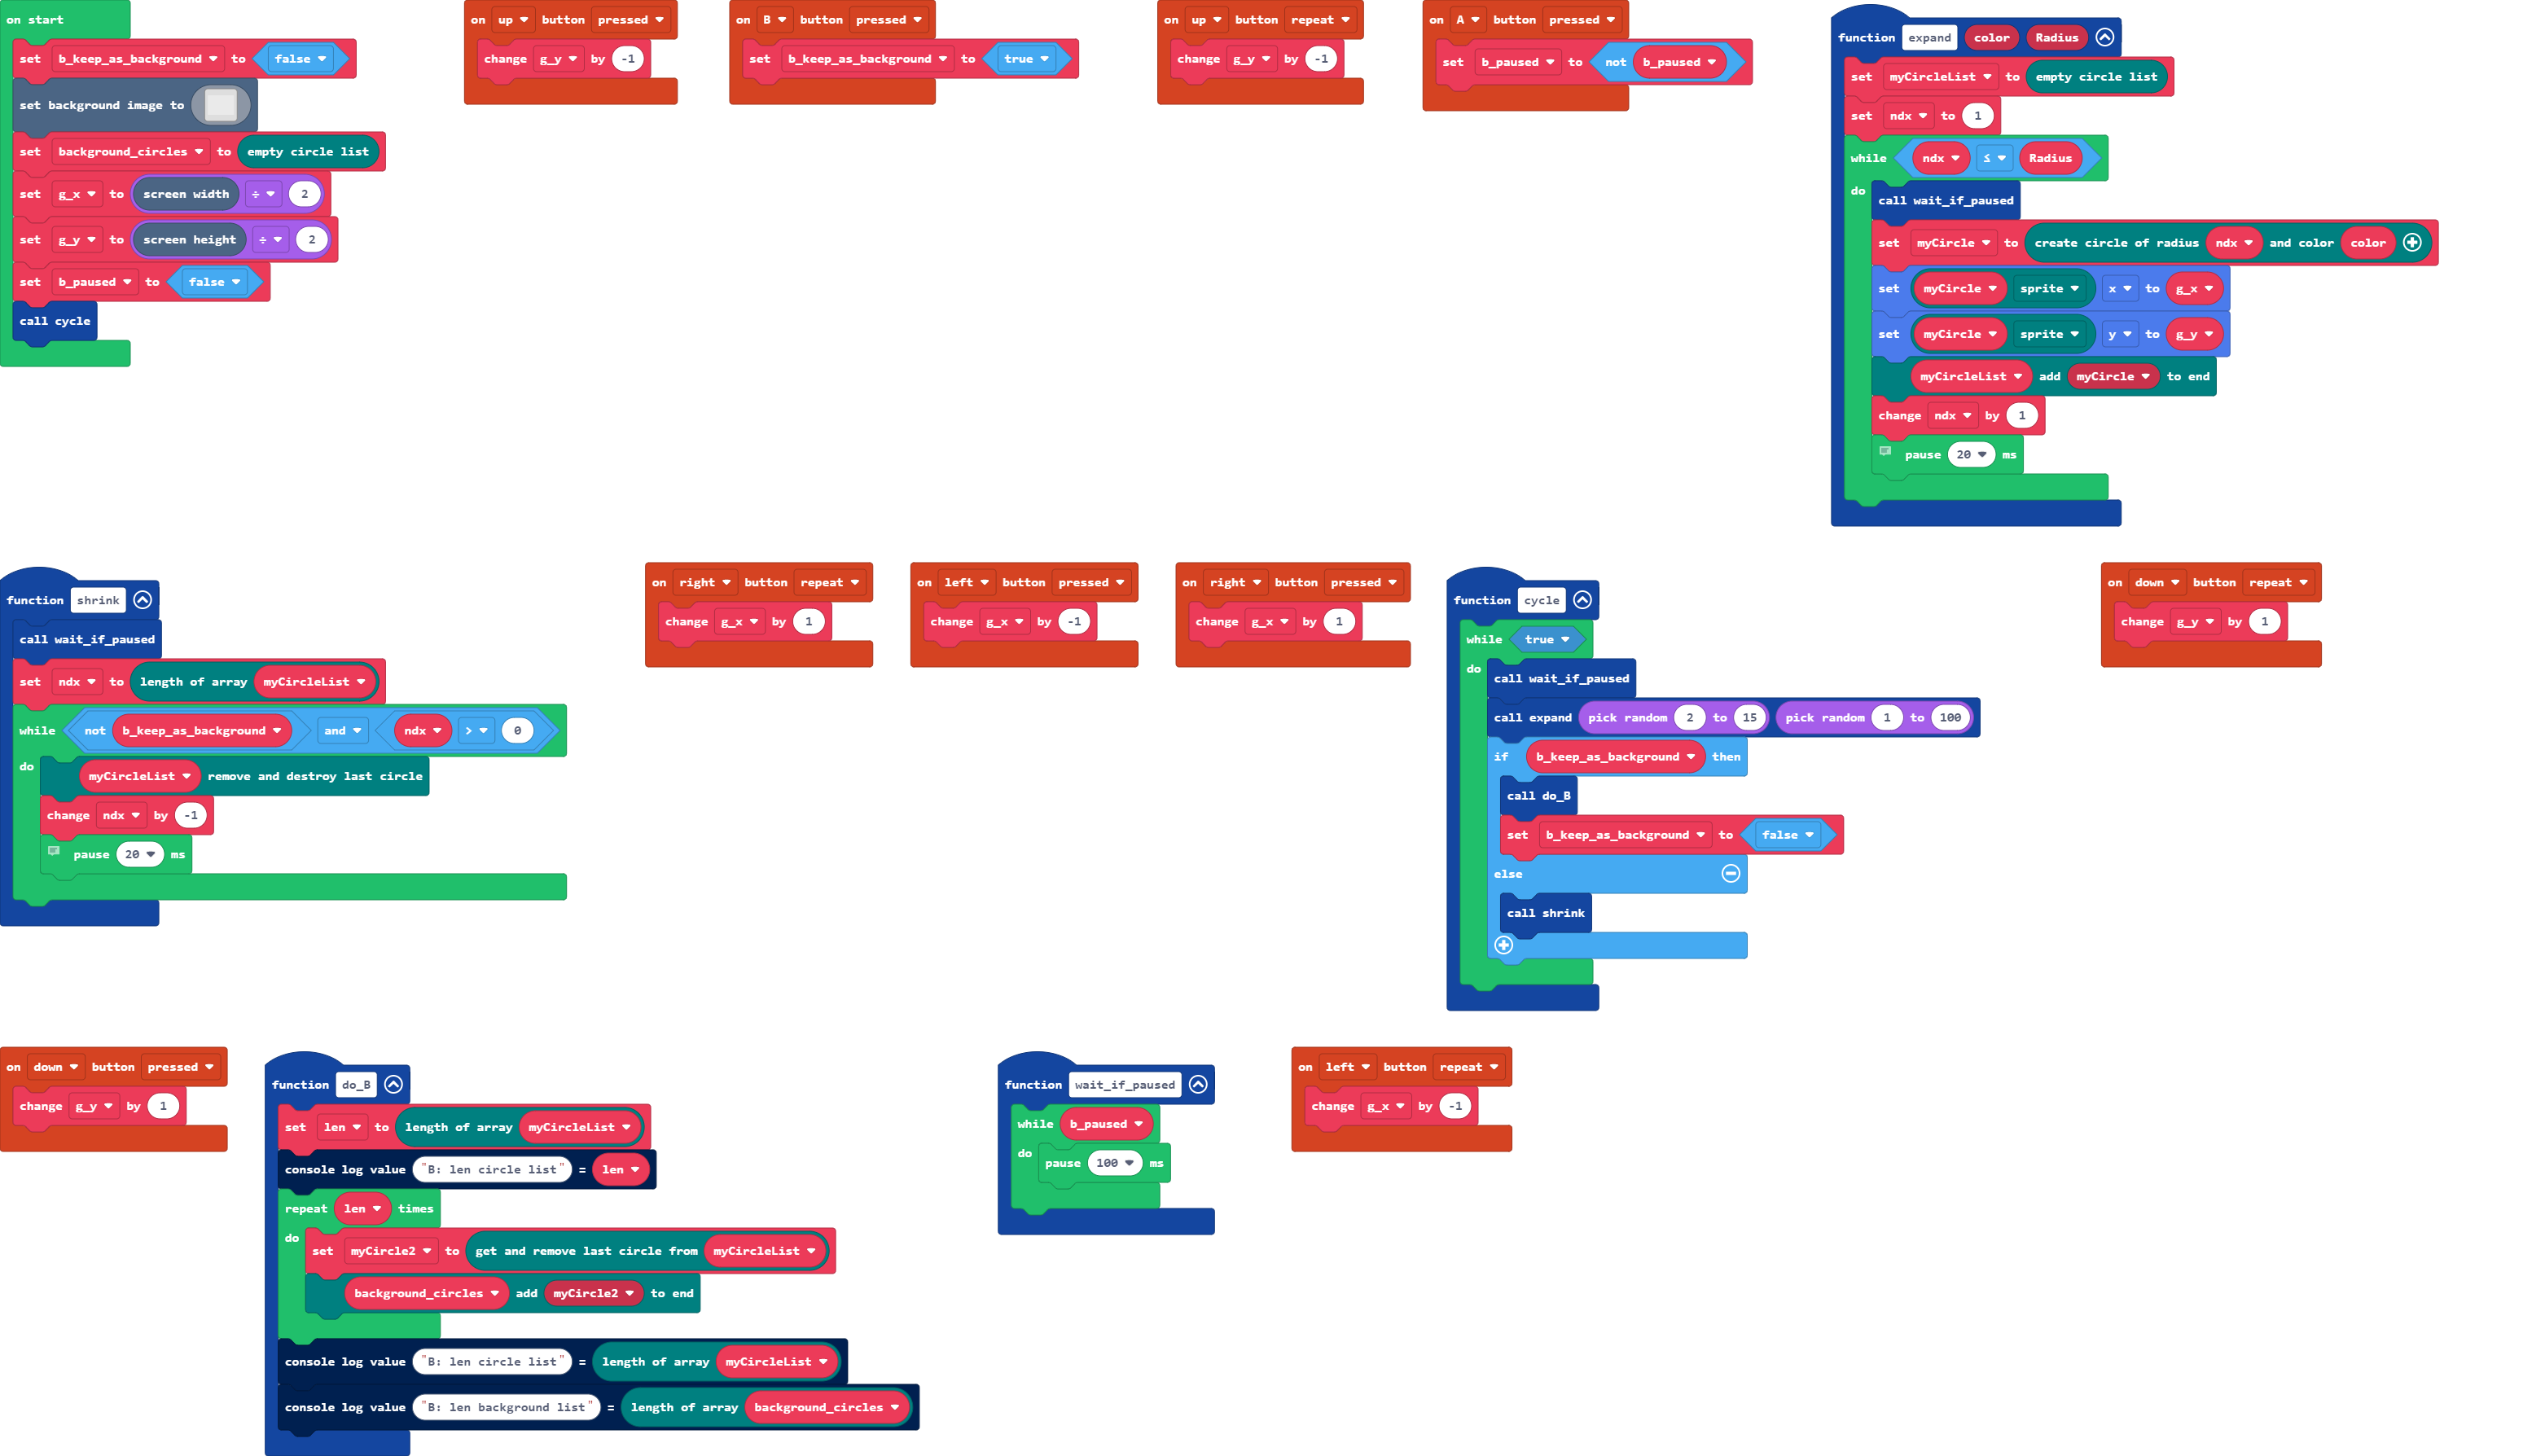 on start
set b_keep_as_background to false
set background image to
set background_circles to empty circle list
set g_x to screen width ÷ 2
set g_y to screen height ÷ 2
set b_paused to false
call cycle
on up button pressed
change g_y by -1
on B button pressed
set b_keep_as_background to true
on up button repeat
change g_y by -1
on A button pressed
set b_paused to not b_paused
function expand color Radius
set myCircleList to empty circle list
set ndx to 1
while ndx ≤ Radius
do
call wait_if_paused
set myCircle to create circle of radius ndx and color color
set myCircle sprite x to g_x
set myCircle sprite y to g_y
myCircleList add myCircle to end
change ndx by 1
pause 20 ms
function shrink
call wait_if_paused
set ndx to length of array myCircleList
while not b_keep_as_background and ndx > 0
do
myCircleList remove and destroy last circle
change ndx by -1
pause 20 ms
on right button repeat
change g_x by 1
on left button pressed
change g_x by -1
on right button pressed
change g_x by 1
function cycle
while true
do
call wait_if_paused
call expand pick random 2 to 15 pick random 1 to 100
if b_keep_as_background then
call do_B
set b_keep_as_background to false
else
call shrink
on down button repeat
change g_y by 1
on down button pressed
change g_y by 1
function do_B
set len to length of array myCircleList
console log value "B: len circle list" = len
repeat len times
do
set myCircle2 to get and remove last circle from myCircleList
background_circles add myCircle2 to end
console log value "B: len circle list" = length of array myCircleList
console log value "B: len background list" = length of array background_circles
function wait_if_paused
while b_paused
do
pause 100 ms
on left button repeat
change g_x by -1